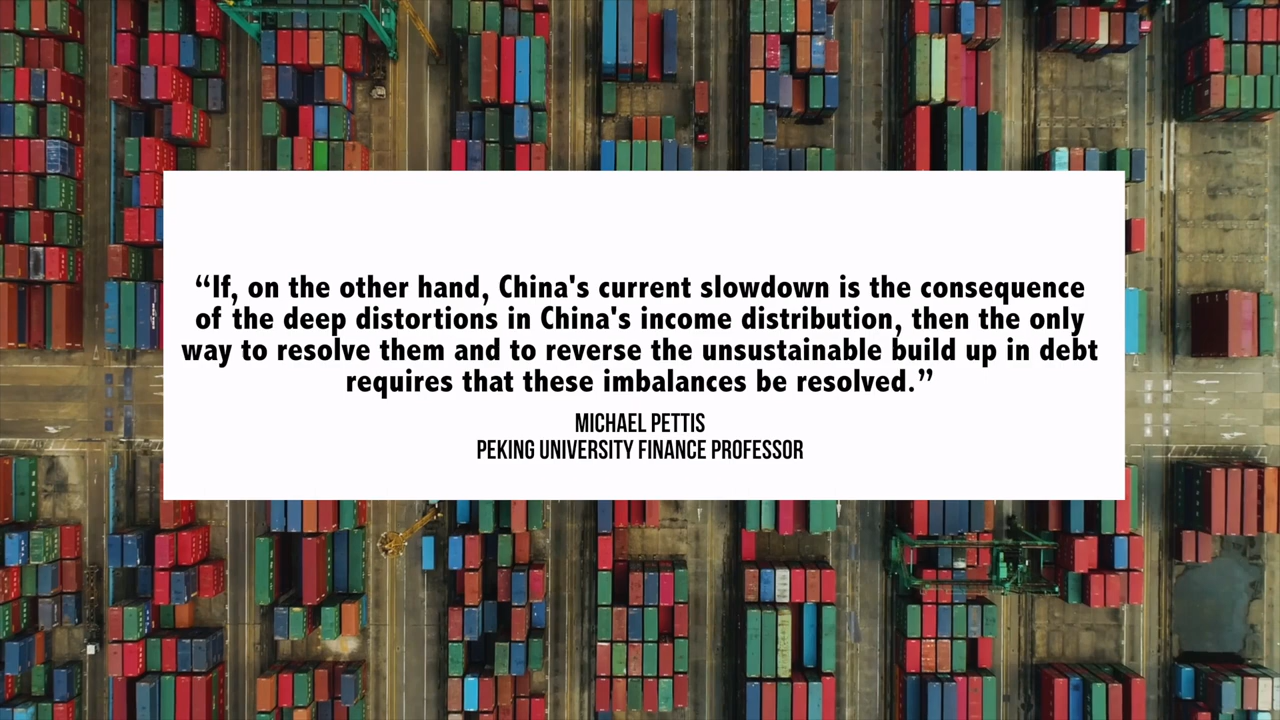 “If, on the other hand, China's current slowdown is the consequence
of the deep distortions in China's income distribution, then the only
way to resolve them and to reverse the unsustainable build up in debt
requires that these imbalances be resolved.”
MICHAEL PETTIS
PEKING UNIVERSITY FINANCE PROFESSOR